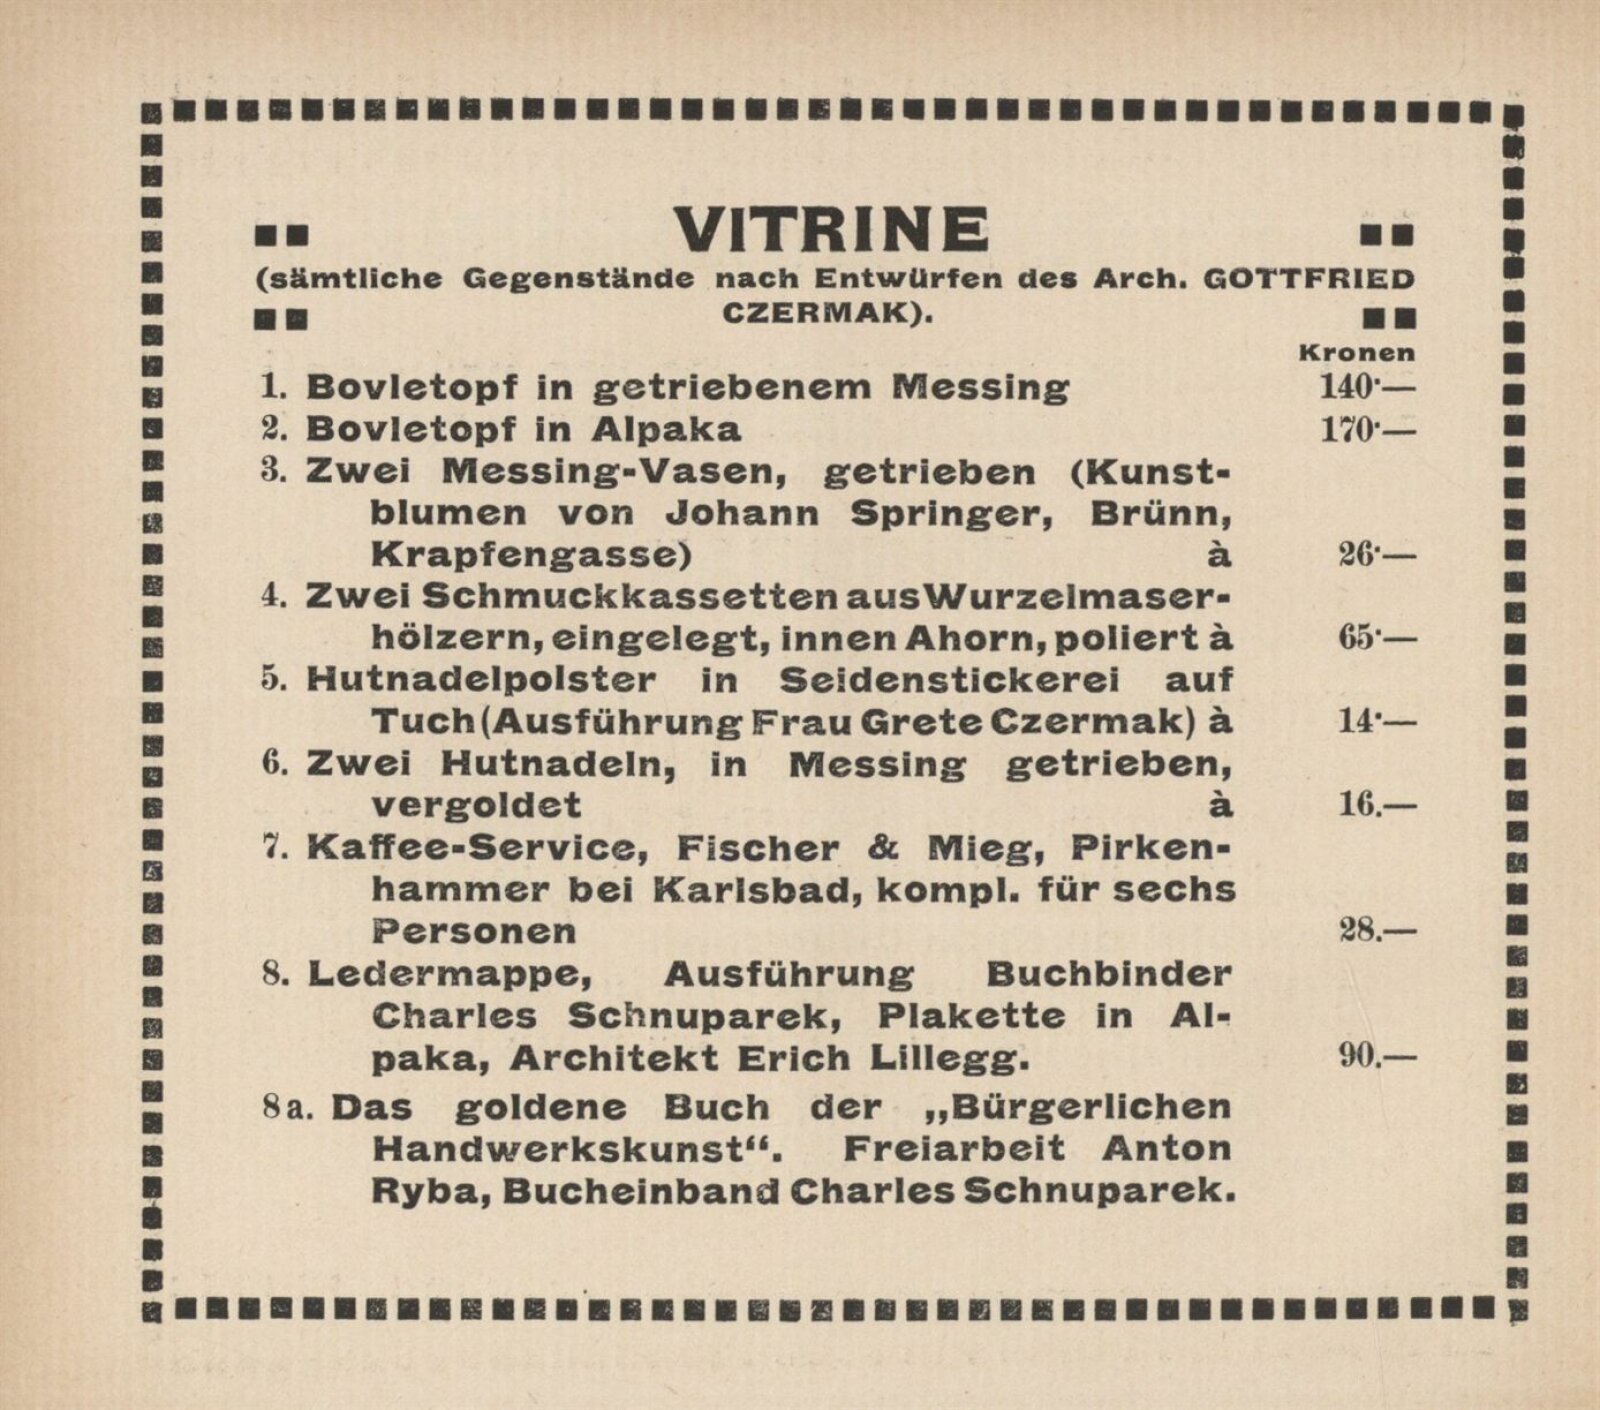 VITRINE
(sämtliche Gegenstände nach Entwürfen des Arch. GOTTFRIED
CZERMAK).
Kronen
1. Bovletopf in getriebenem Messing 140·—
2. Bovletopf in Alpaka 170·—
3. Zwei Messing-Vasen, getrieben (Kunst-
blumen von Johann Springer, Brünn,
Krapfengasse) à 26·—
4. Zwei Schmuckkassetten aus Wurzelmaser-
hölzern, eingelegt, innen Ahorn, poliert à 65·—
5. Hutnadelpolster in Seidenstickerei auf
Tuch (Ausführung Frau Grete Czermak) à 14·—
6. Zwei Hutnadeln, in Messing getrieben,
vergoldet à 16.—
7. Kaffee-Service, Fischer & Mieg, Pirken-
hammer bei Karlsbad, kompl. für sechs
Personen 28.—
8. Ledermappe, Ausführung Buchbinder
Charles Schnuparek, Plakette in Al-
paka, Architekt Erich Lillegg. 90.—
8a. Das goldene Buch der „Bürgerlichen
Handwerkskunst“. Freiarbeit Anton
Ryba, Bucheinband Charles Schnuparek.